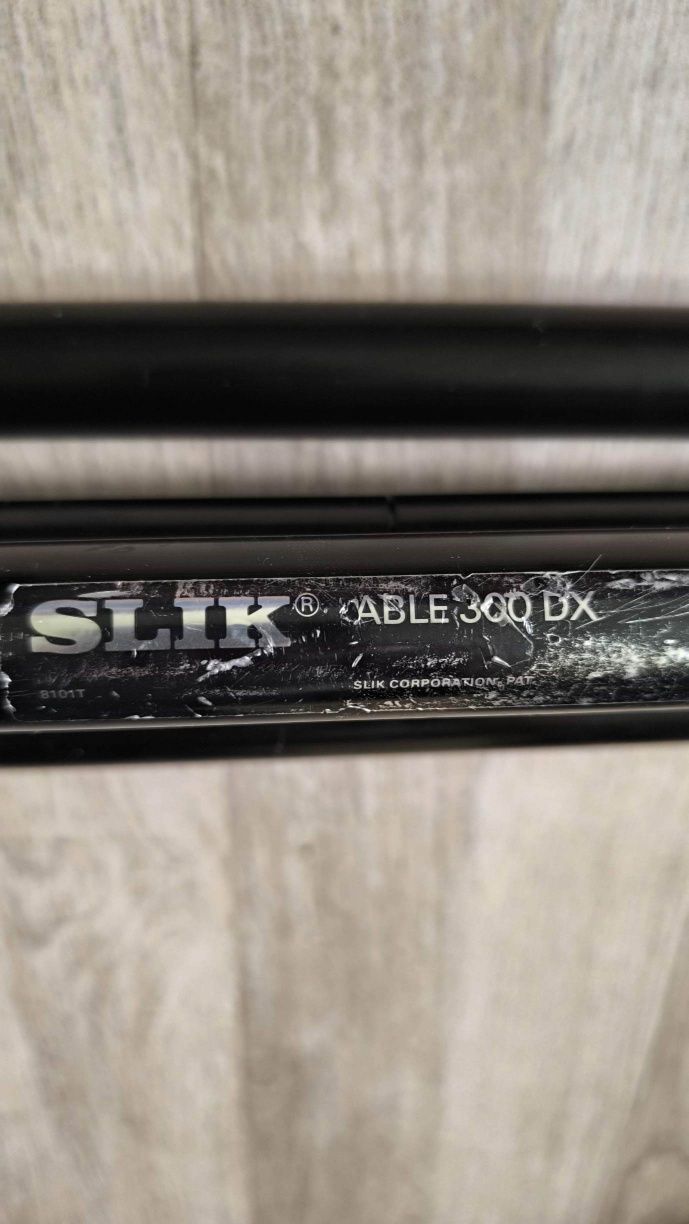 SLIK® ABLE 300 DX
8101T SLIK CORPORATION, PAT.